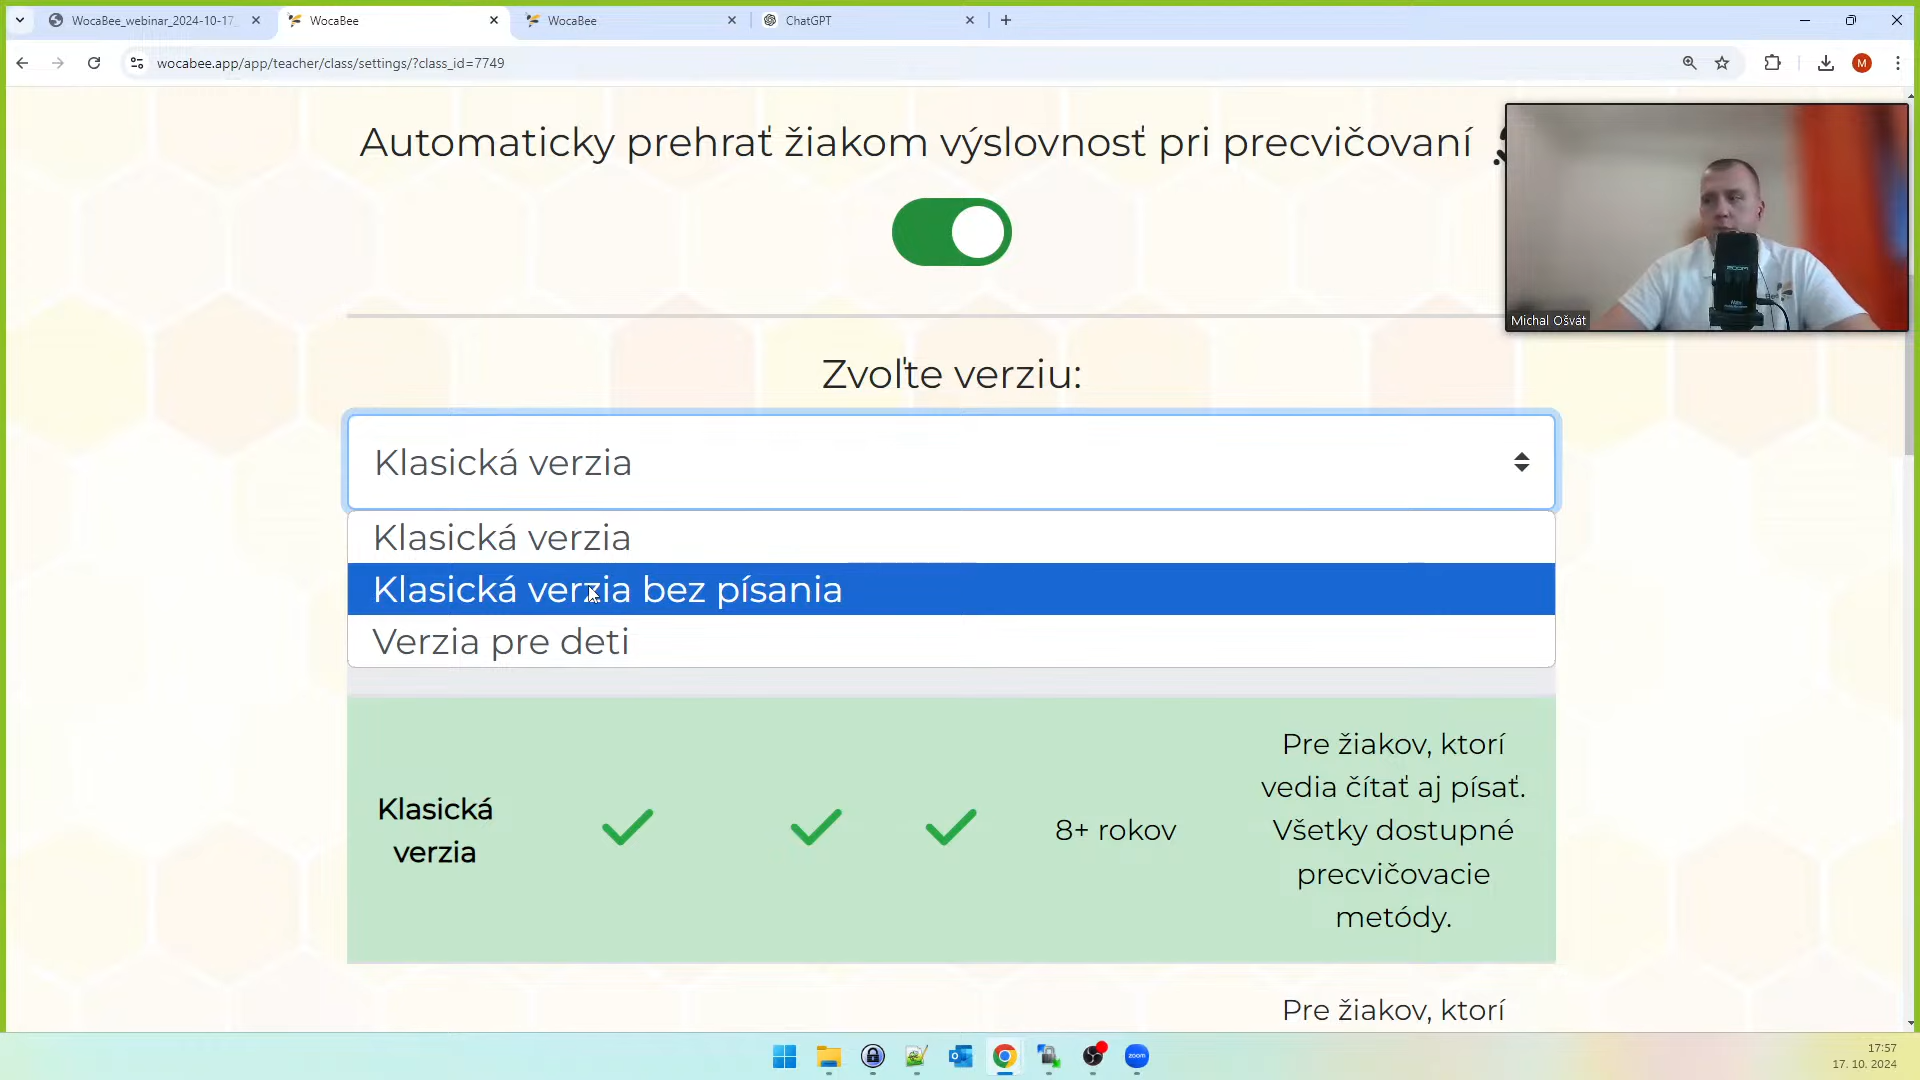 WocaBee_webinar_2024-10-17
WocaBee
WocaBee
ChatGPT
wocabee.app/app/teacher/class/settings/?class_id=7749
M
Automaticky prehrať žiakom výslovnosť pri precvičovaní
Michal Ošvát
Zvoľte verziu:
Klasická verzia
Klasická verzia
Klasická verzia bez písania
Verzia pre deti
Klasická
verzia
8+ rokov
Pre žiakov, ktorí
vedia čítať aj písať.
Všetky dostupné
precvičovacie
metódy.
Pre žiakov, ktorí
zoom
17:57
17. 10. 2024